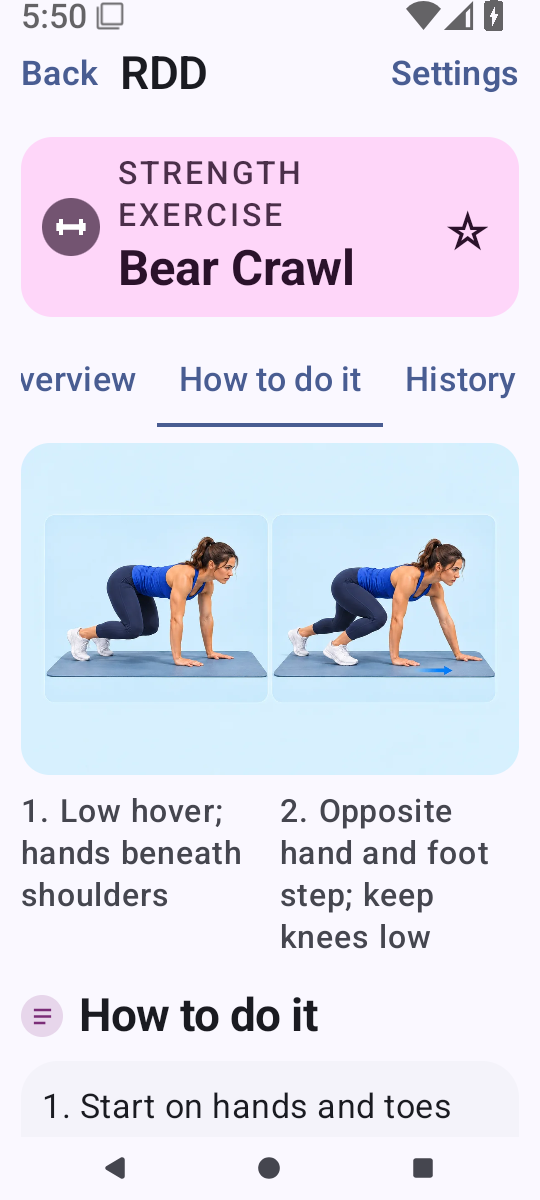 5:50
Back RDD Settings
STRENGTH
EXERCISE
Bear Crawl
verview How to do it History
1. Low hover;
hands beneath
shoulders
2. Opposite
hand and foot
step; keep
knees low
How to do it
1. Start on hands and toes